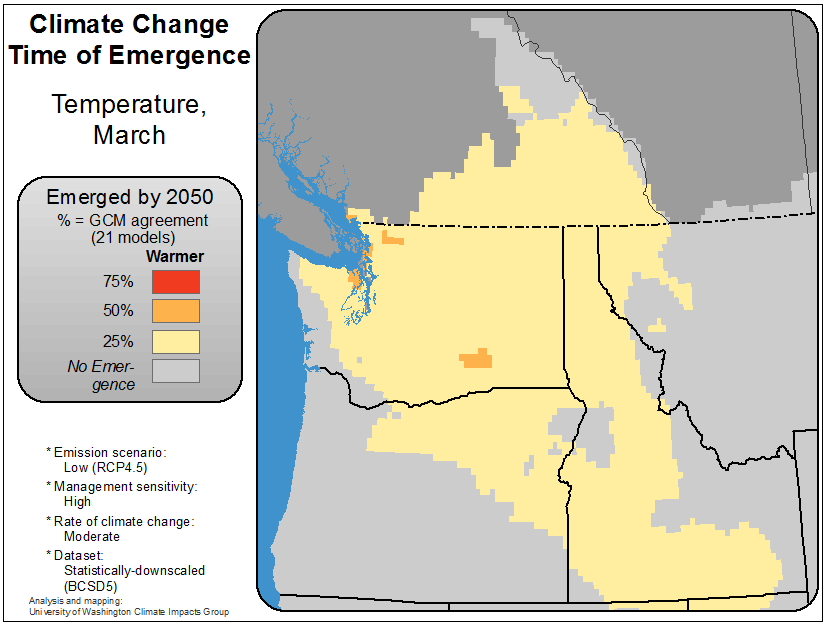 Climate Change
Time of Emergence
Temperature,
March
Emerged by 2050
% = GCM agreement
(21 models)
Warmer
75%
50%
25%
No Emer-
gence
* Emission scenario:
Low (RCP4.5)
* Management sensitivity:
High
* Rate of climate change:
Moderate
* Dataset:
Statistically-downscaled
(BCSD5)
Analysis and mapping:
University of Washington Climate Impacts Group